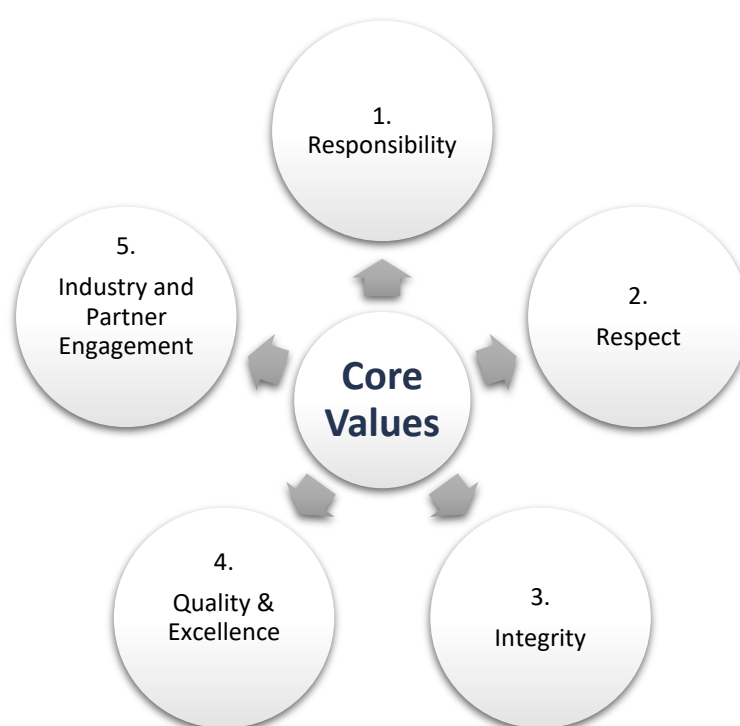 1.
Responsibility
2.
Respect
3.
Integrity
4.
Quality &
Excellence
5.
Industry and
Partner
Engagement
Core
Values